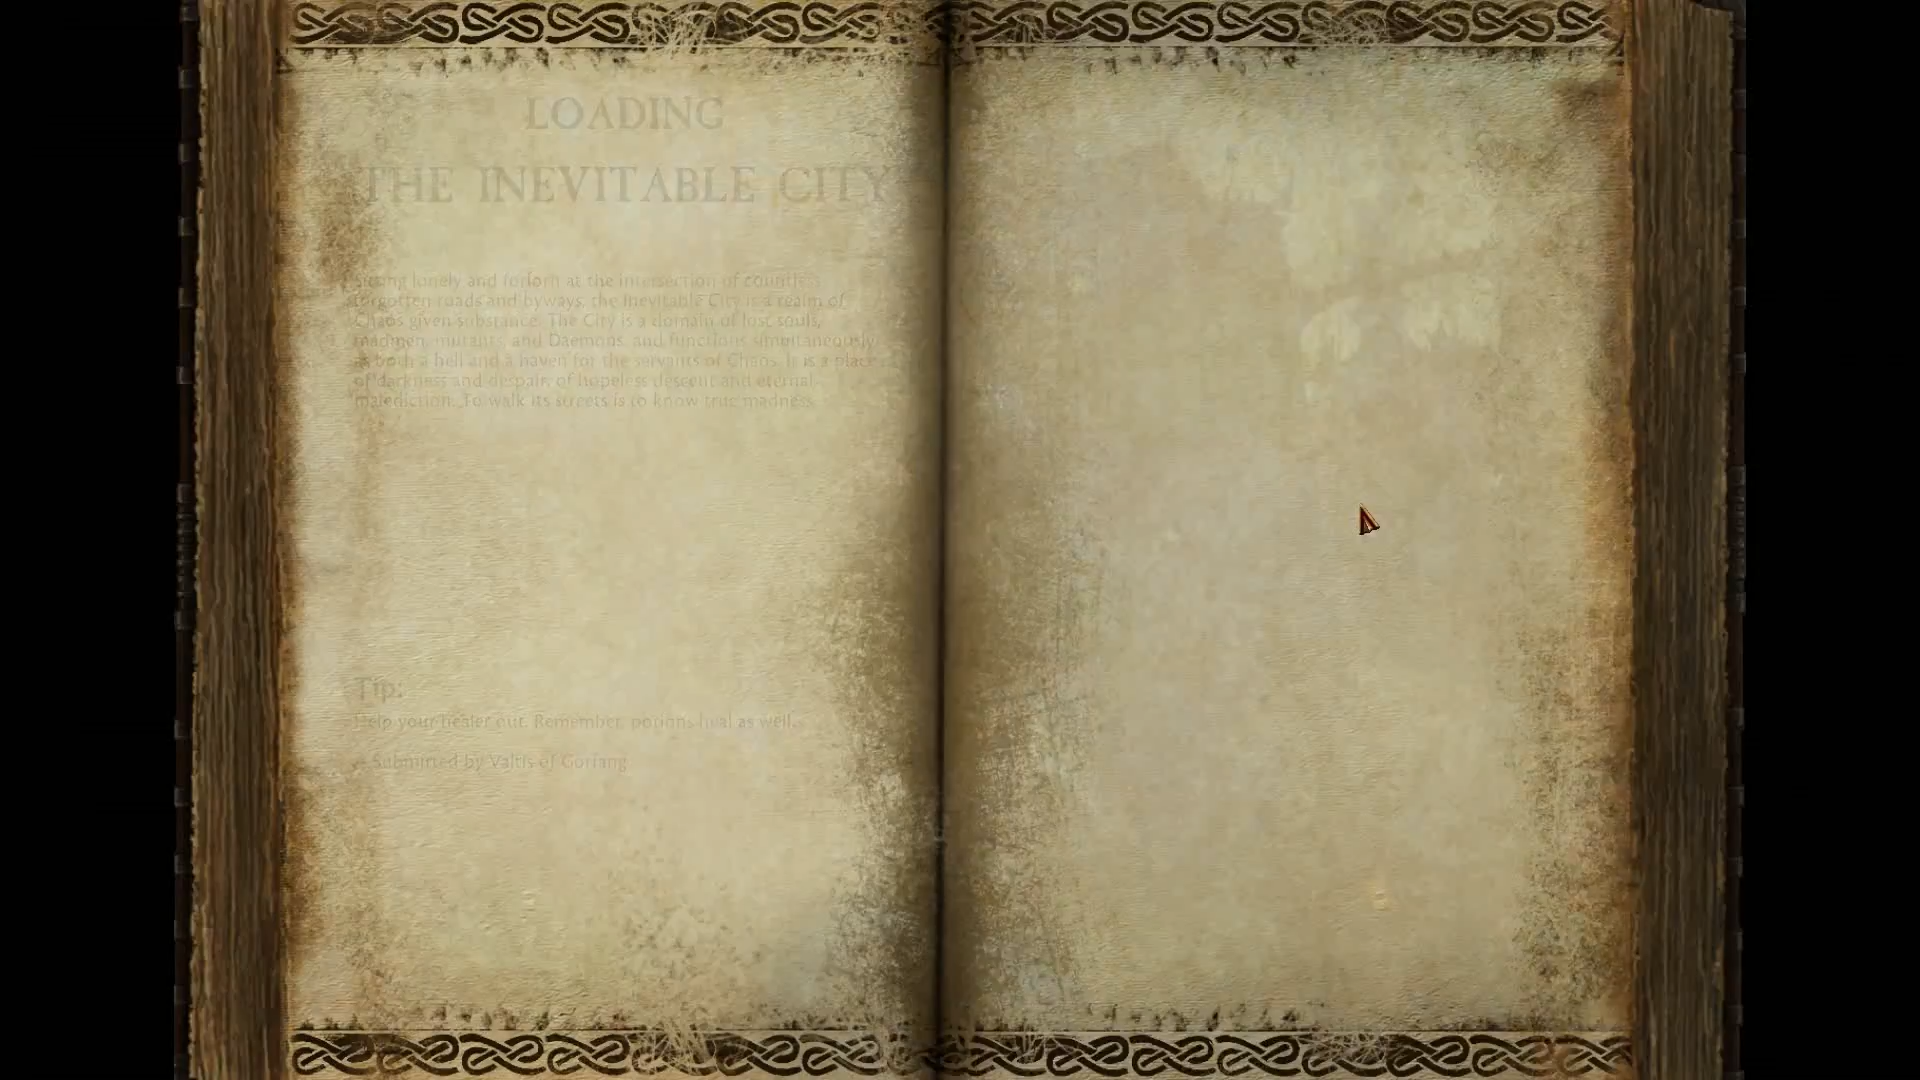 LOADING
THE INEVITABLE CITY
Sitting lonely and forlorn at the intersection of countless
forgotten roads and byways, the Inevitable City is a realm of
Chaos given substance. The City is a domain of lost souls,
madmen, mutants, and Daemons, and functions simultaneously
as both a hell and a haven for the servants of Chaos. It is a place
of darkness and despair, of hopeless descent and eternal
malediction. To walk its streets is to know true madness.
Tip:
Help your healer out. Remember, potions heal as well.
- Submitted by Valtis of Gorfang